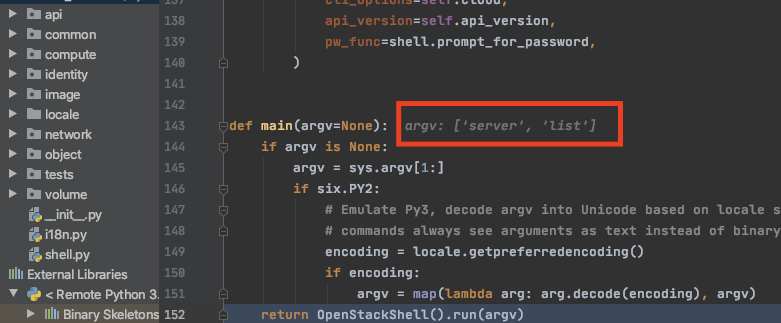 api
common
compute
identity
image
locale
network
object
tests
volume
__init__.py
i18n.py
shell.py
External Libraries
< Remote Python 3.
Binary Skeletons
137 cli_options=self.cloud,
138 api_version=self.api_version,
139 pw_func=shell.prompt_for_password,
140 )
141
142
143 def main(argv=None): argv: ['server', 'list']
144 if argv is None:
145 argv = sys.argv[1:]
146 if six.PY2:
147 # Emulate Py3, decode argv into Unicode based on locale s
148 # commands always see arguments as text instead of binary
149 encoding = locale.getpreferredencoding()
150 if encoding:
151 argv = map(lambda arg: arg.decode(encoding), argv)
152 return OpenStackShell().run(argv)